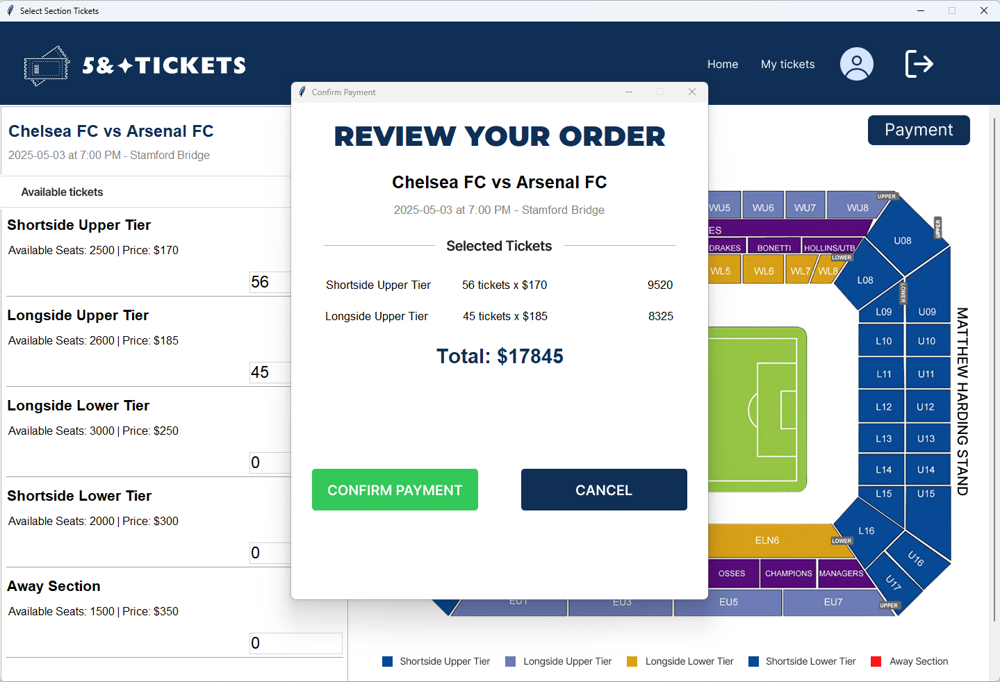 Select Section Tickets
5&✦TICKETS
Home
My tickets
Confirm Payment
REVIEW YOUR ORDER
Chelsea FC vs Arsenal FC
2025-05-03 at 7:00 PM - Stamford Bridge
Selected Tickets
Shortside Upper Tier 56 tickets x $170 9520
Longside Upper Tier 45 tickets x $185 8325
Total: $17845
CONFIRM PAYMENT
CANCEL
Chelsea FC vs Arsenal FC
2025-05-03 at 7:00 PM - Stamford Bridge
Available tickets
Shortside Upper Tier
Available Seats: 2500 | Price: $170
56
Longside Upper Tier
Available Seats: 2600 | Price: $185
45
Longside Lower Tier
Available Seats: 3000 | Price: $250
0
Shortside Lower Tier
Available Seats: 2000 | Price: $300
0
Away Section
Available Seats: 1500 | Price: $350
0
Payment
WU5 WU6 WU7 WU8 UPPER
UPPER
ES
U08
DRAKES BONETTI HOLLINS/UTB
LOWER
WL5 WL6 WL7 WL8
L08
LOWER
L09 U09
L10 U10
L11 U11
L12 U12
L13 U13
L14 U14
L15 U15
MATTHEW HARDING STAND
L16
ELN6 LOWER
U16
OSSES CHAMPIONS MANAGERS
U17
EU1 EU3 EU5 EU7 UPPER
Shortside Upper Tier Longside Upper Tier Longside Lower Tier Shortside Lower Tier Away Section